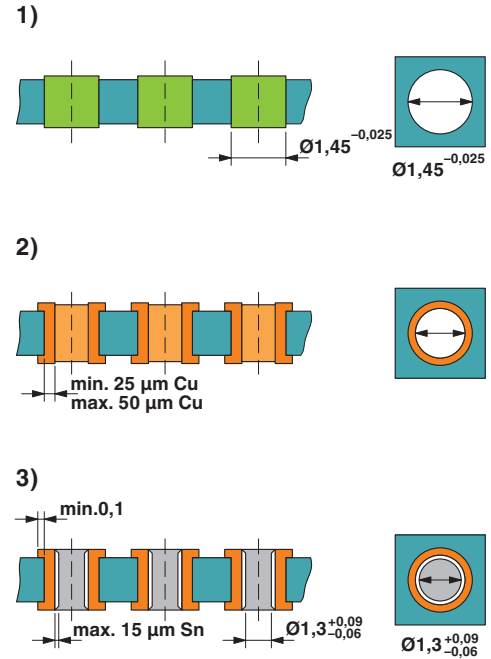 1)
Ø1,45 -0,025
Ø1,45 -0,025
2)
min. 25 µm Cu
max. 50 µm Cu
3)
min.0,1
max. 15 µm Sn
Ø1,3 +0,09 -0,06
Ø1,3 +0,09 -0,06